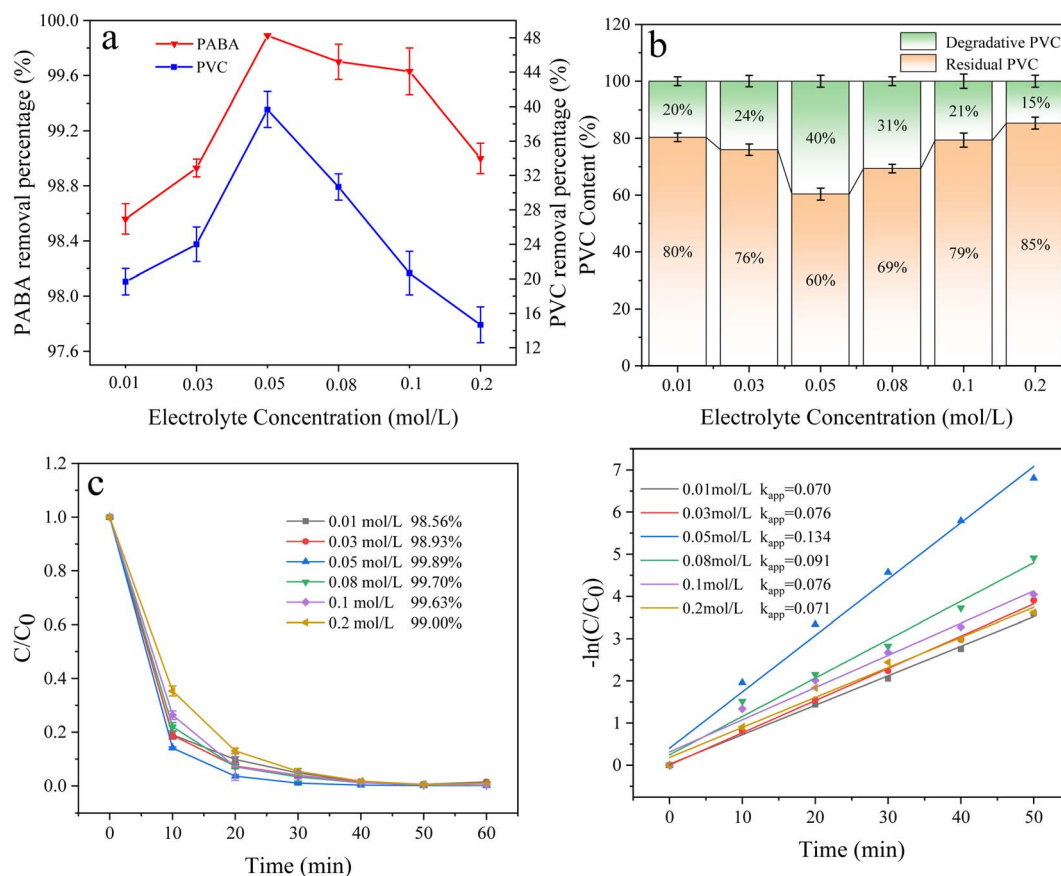 a
PABA
PVC
100.0
99.6
99.2
98.8
98.4
98.0
97.6
48
44
40
36
32
28
24
20
16
12
PABA removal percentage (%)
PVC removal percentage (%)
0.01 0.03 0.05 0.08 0.1 0.2
Electrolyte Concentration (mol/L)
b
Degradative PVC
Residual PVC
120
100
80
60
40
20
0
PVC Content (%)
20% 24% 40% 31% 21% 15%
80% 76% 60% 69% 79% 85%
0.01 0.03 0.05 0.08 0.1 0.2
Electrolyte Concentration (mol/L)
c
1.2
1.0
0.8
0.6
0.4
0.2
0.0
C/C0
0.01 mol/L 98.56%
0.03 mol/L 98.93%
0.05 mol/L 99.89%
0.08 mol/L 99.70%
0.1 mol/L 99.63%
0.2 mol/L 99.00%
0 10 20 30 40 50 60
Time (min)
7
6
5
4
3
2
1
0
-ln(C/C0)
0.01mol/L kapp=0.070
0.03mol/L kapp=0.076
0.05mol/L kapp=0.134
0.08mol/L kapp=0.091
0.1mol/L kapp=0.076
0.2mol/L kapp=0.071
0 10 20 30 40 50
Time (min)